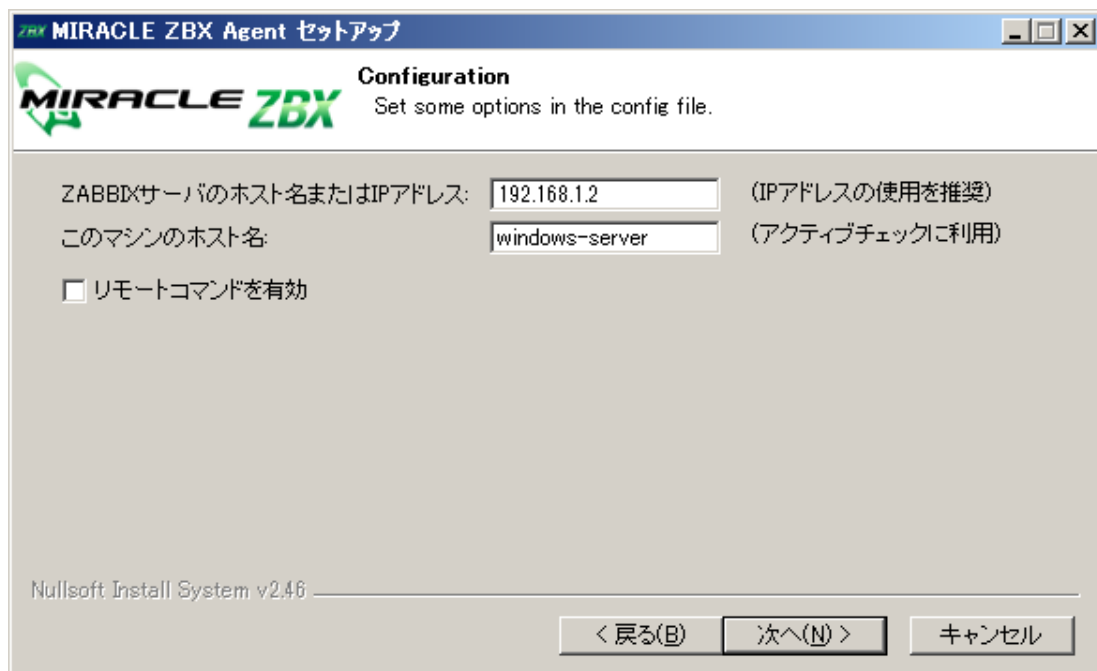 ZBX MIRACLE ZBX Agent セットアップ
MIRACLE ZBX
Configuration
Set some options in the config file.
ZABBIXサーバのホスト名またはIPアドレス: 192.168.1.2 (IPアドレスの使用を推奨)
このマシンのホスト名: windows-server (アクティブチェックに利用)
リモートコマンドを有効
Nullsoft Install System v2.46
< 戻る(B) 次へ(N) > キャンセル